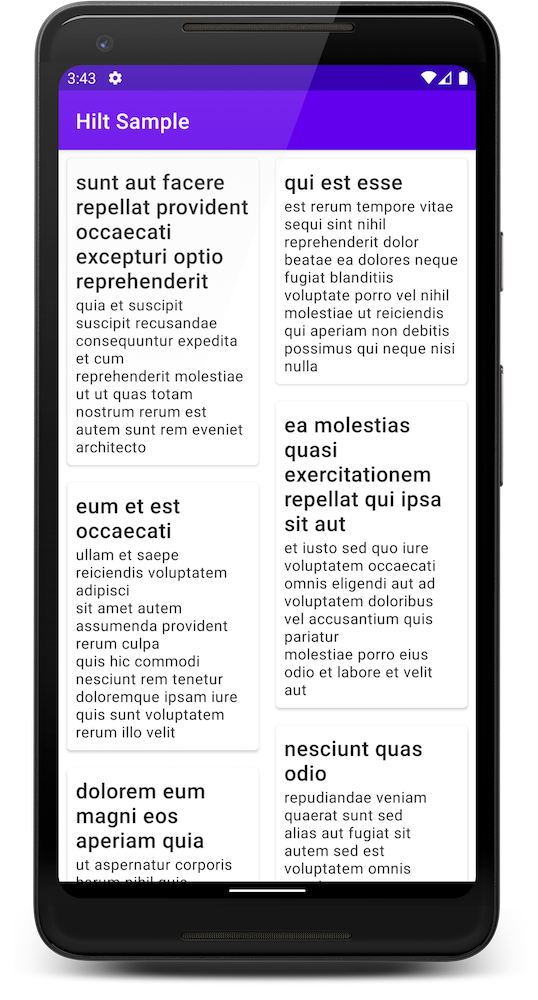 3:43
Hilt Sample
sunt aut facere
repellat provident
occaecati
excepturi optio
reprehenderit
quia et suscipit
suscipit recusandae
consequuntur expedita
et cum
reprehenderit molestiae
ut ut quas totam
nostrum rerum est
autem sunt rem eveniet
architecto
eum et est
occaecati
ullam et saepe
reiciendis voluptatem
adipisci
sit amet autem
assumenda provident
rerum culpa
quis hic commodi
nesciunt rem tenetur
doloremque ipsam iure
quis sunt voluptatem
rerum illo velit
dolorem eum
magni eos
aperiam quia
ut aspernatur corporis
harum nihil quis
qui est esse
est rerum tempore vitae
sequi sint nihil
reprehenderit dolor
beatae ea dolores neque
fugiat blanditiis
voluptate porro vel nihil
molestiae ut reiciendis
qui aperiam non debitis
possimus qui neque nisi
nulla
ea molestias
quasi
exercitationem
repellat qui ipsa
sit aut
et iusto sed quo iure
voluptatem occaecati
omnis eligendi aut ad
voluptatem doloribus
vel accusantium quis
pariatur
molestiae porro eius
odio et labore et velit
aut
nesciunt quas
odio
repudiandae veniam
quaerat sunt sed
alias aut fugiat sit
autem sed est
voluptatem omnis